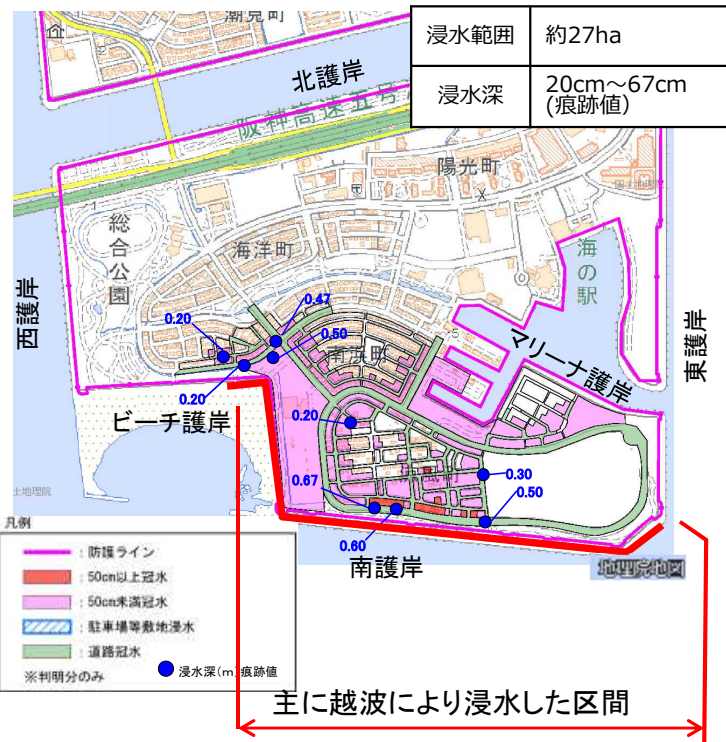 潮見町
浸水範囲 約27ha
浸水深 20cm～67cm
(痕跡値)
北護岸
阪神高速五号
陽光町
総合公園
海洋町
海の駅
西護岸
東護岸
マリーナ護岸
南浜町
0.47
0.20
0.50
0.20
ビーチ護岸
0.20
0.30
0.67
0.50
0.60
土地理院
南護岸
地理院地図
凡例
：防護ライン
：50cm以上冠水
：50cm未満冠水
：駐車場等敷地浸水
：道路冠水
※判明分のみ
浸水深(m)痕跡値
主に越波により浸水した区間